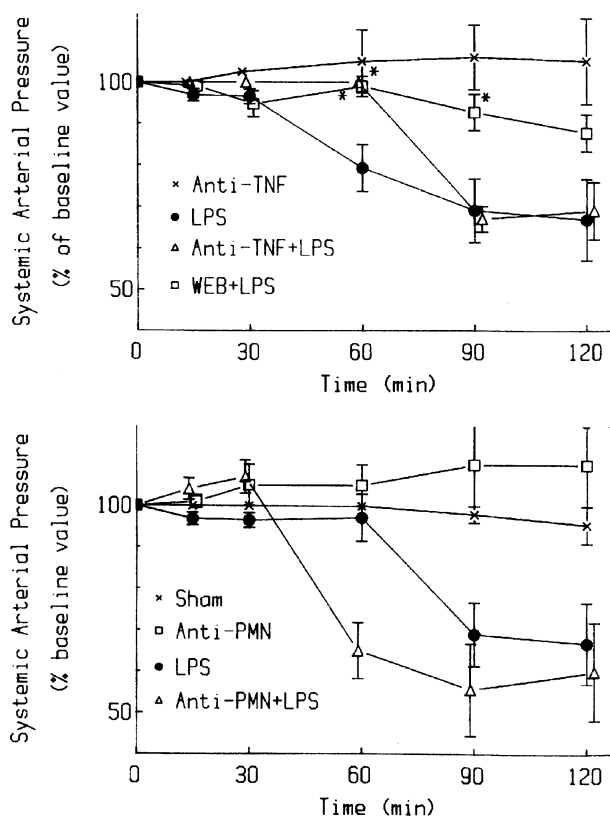 Systemic Arterial Pressure
(% of baseline value)
100
50
* * *
× Anti-TNF
● LPS
△ Anti-TNF+LPS
□ WEB+LPS
0 30 60 90 120
Time (min)
Systemic Arterial Pressure
(% baseline value)
100
50
× Sham
□ Anti-PMN
● LPS
△ Anti-PMN+LPS
0 30 60 90 120
Time (min)